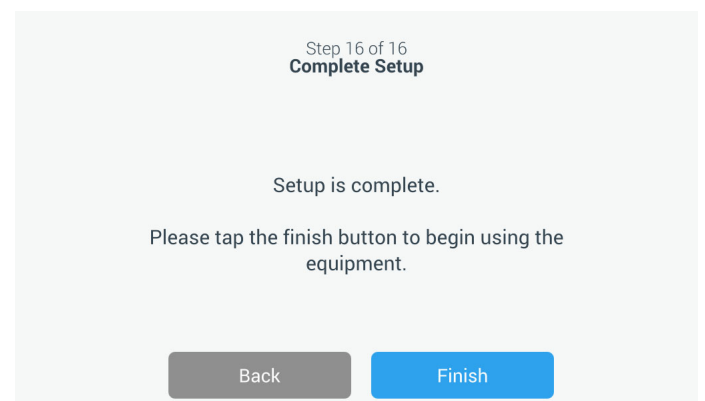 Step 16 of 16
Complete Setup
Setup is complete.
Please tap the finish button to begin using the
equipment.
Back
Finish